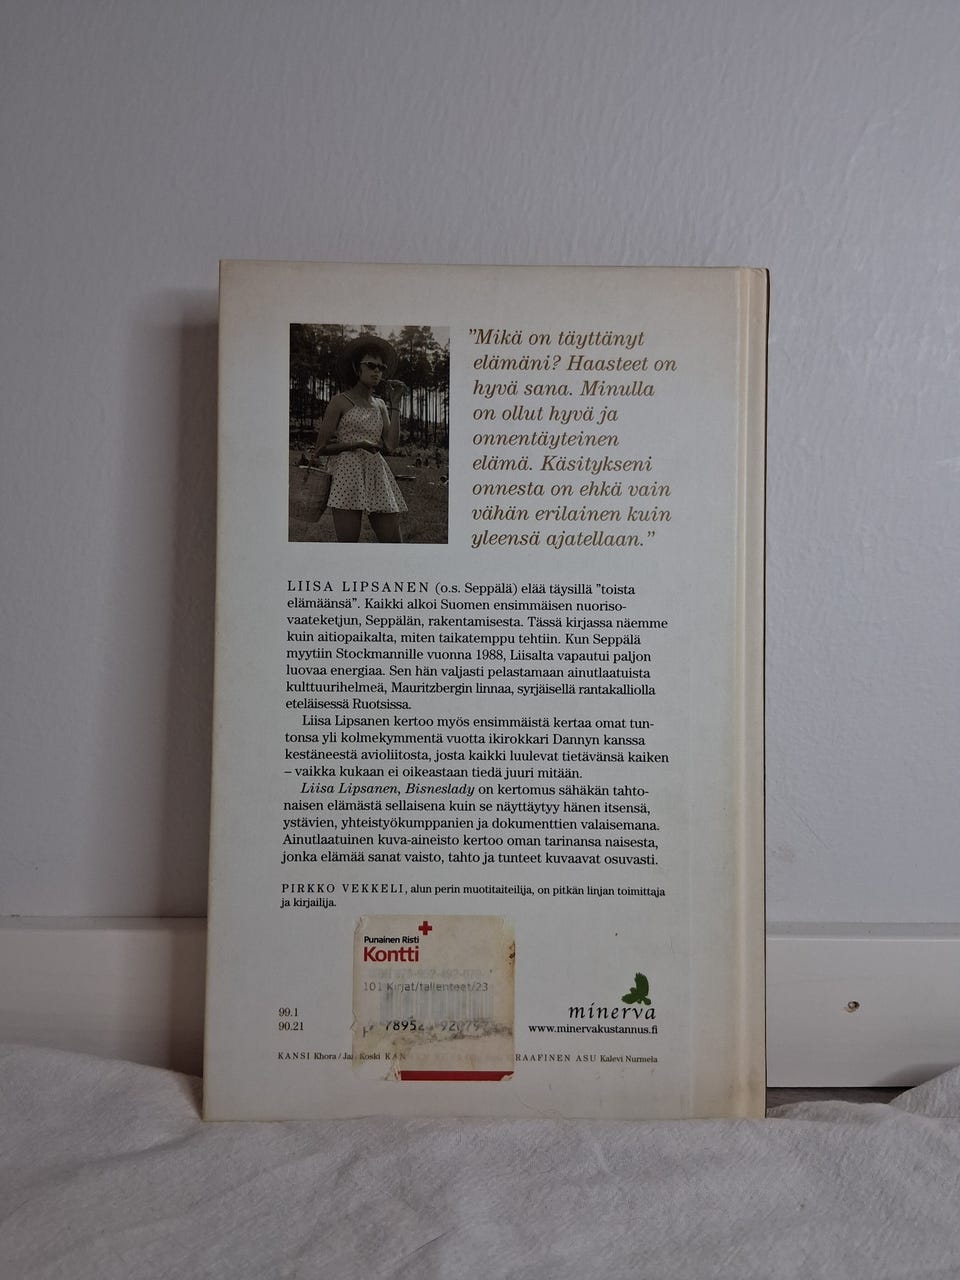 "Mikä on täyttänyt
elämäni? Haasteet on
hyvä sana. Minulla
on ollut hyvä ja
onnentäyteinen
elämä. Käsitykseni
onnesta on ehkä vain
vähän erilainen kuin
yleensä ajatellaan."
LIISA LIPSANEN (o.s. Seppälä) elää täysillä "toista
elämäänsä". Kaikki alkoi Suomen ensimmäisen nuoriso-
vaateketjun, Seppälän, rakentamisesta. Tässä kirjassa näemme
kuin aitiopaikalta, miten taikatemppu tehtiin. Kun Seppälä
myytiin Stockmannille vuonna 1988, Liisalta vapautui paljon
luovaa energiaa. Sen hän valjasti pelastamaan ainutlaatuista
kulttuurihelmeä, Mauritzbergin linnaa, syrjäisellä rantakalliolla
eteläisessä Ruotsissa.
Liisa Lipsanen kertoo myös ensimmäistä kertaa omat tun-
tonsa yli kolmekymmentä vuotta ikirokkari Dannyn kanssa
kestäneestä avioliitosta, josta kaikki luulevat tietävänsä kaiken
– vaikka kukaan ei oikeastaan tiedä juuri mitään.
Liisa Lipsanen, Bisneslady on kertomus sähäkän tahto-
naisen elämästä sellaisena kuin se näyttäytyy hänen itsensä,
ystävien, yhteistyökumppanien ja dokumenttien valaisemana.
Ainutlaatuinen kuva-aineisto kertoo oman tarinansa naisesta,
jonka elämää sanat vaisto, tahto ja tunteet kuvaavat osuvasti.
PIRKKO VEKKELI, alun perin muotitaiteilija, on pitkän linjan toimittaja
ja kirjailija.
Punainen Risti
Kontti
101 Kirjat/tallenteet/23
99.1
90.21
minerva
www.minervakustannus.fi
KANSI Khora / Koski ASU Kalevi Nurmela